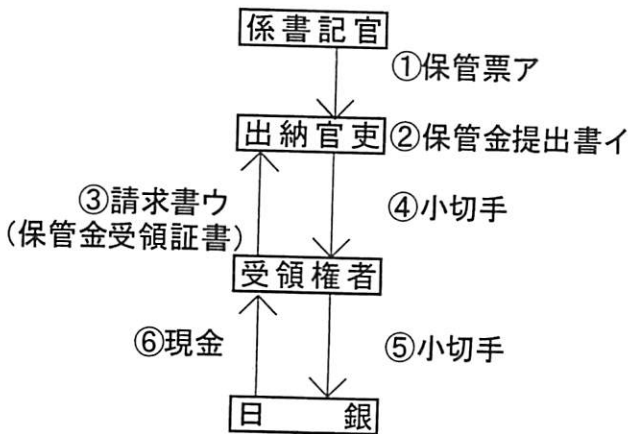 係書記官
①保管票ア
出納官吏
②保管金提出書イ
③請求書ウ
(保管金受領証書)
④小切手
受領権者
⑥現金
⑤小切手
日 銀